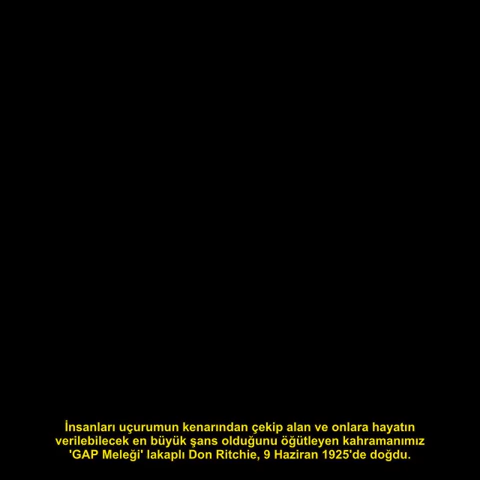 İnsanları uçurumun kenarından çekip alan ve onlara hayatın
verilebilecek en büyük şans olduğunu öğütleyen kahramanımız
'GAP Meleği' lakaplı Don Ritchie, 9 Haziran 1925'de doğdu.